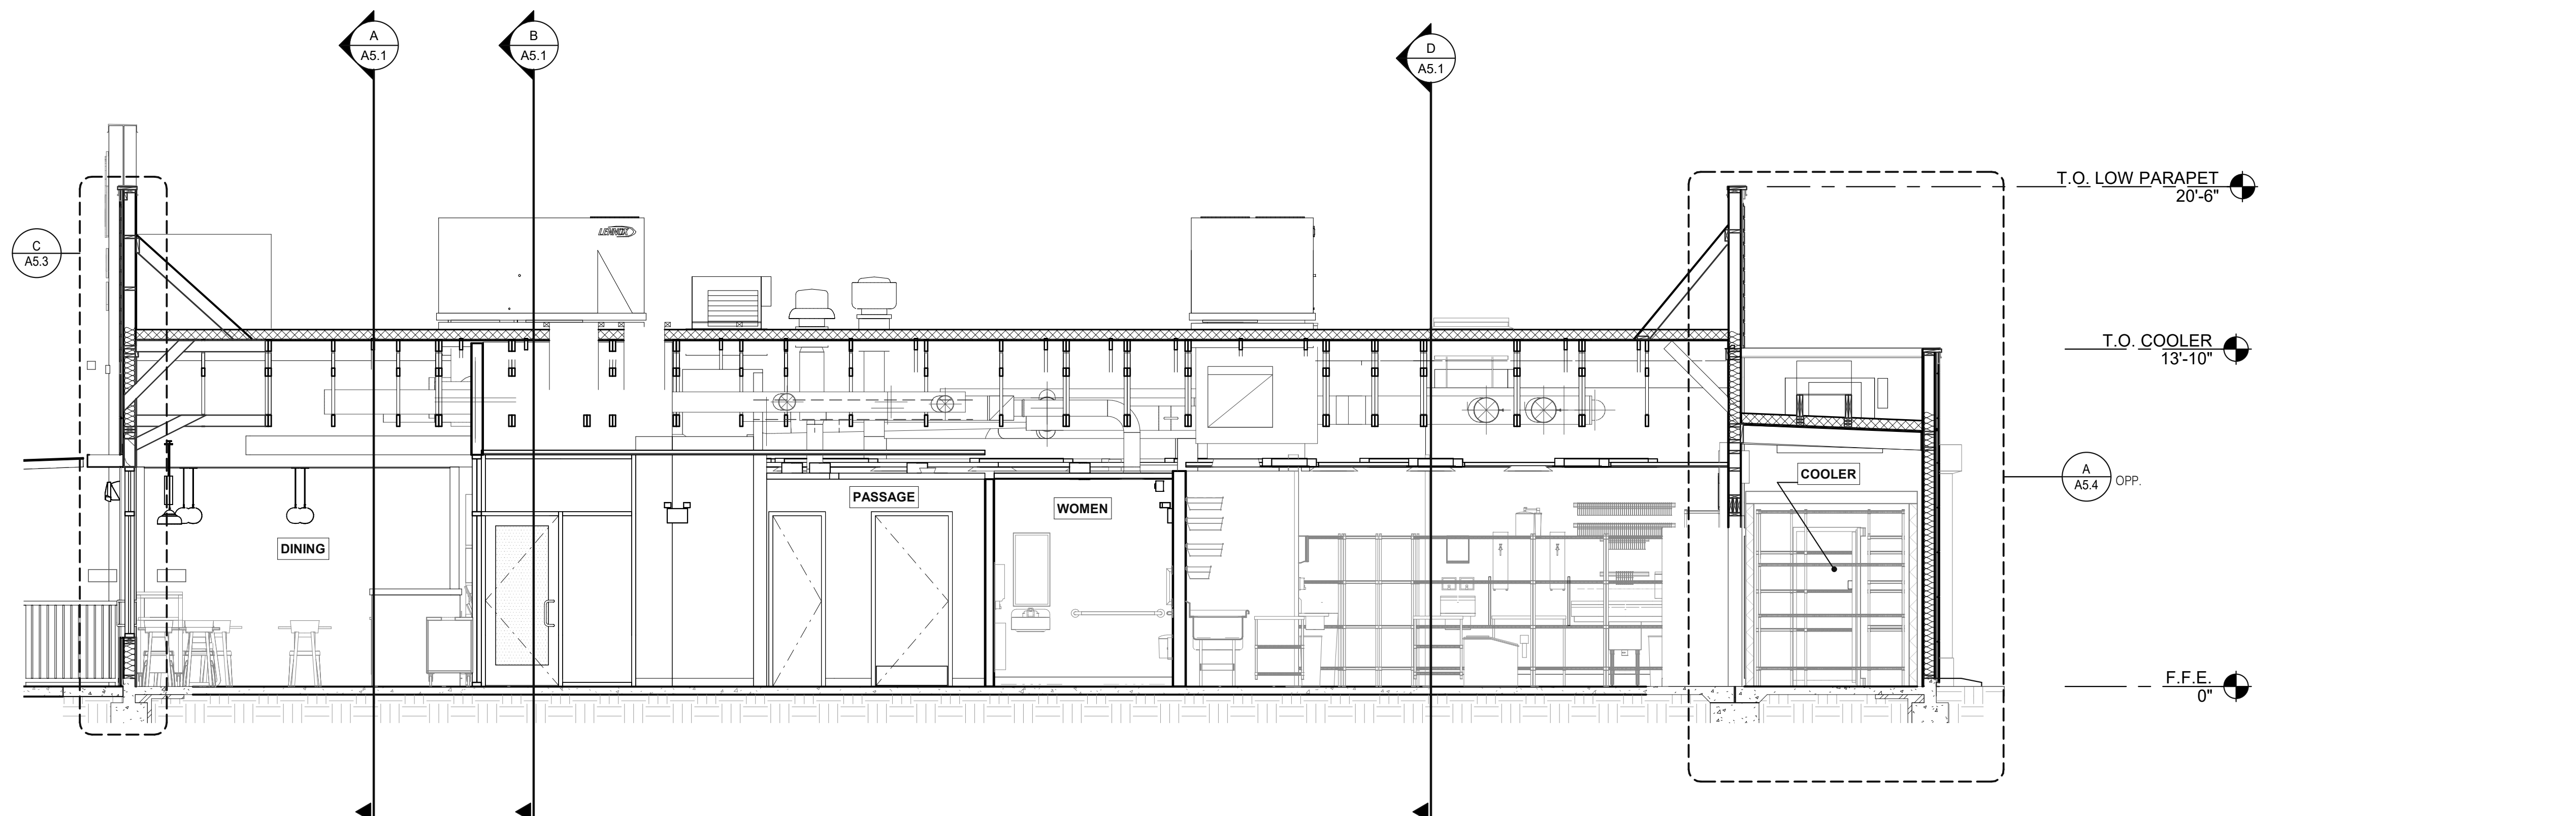 A
A5.1
B
A5.1
D
A5.1
T.O. LOW PARAPET
20'-6"
C
A5.3
LENNOX
T.O. COOLER
13'-10"
COOLER
A
A5.4
OPP.
PASSAGE
WOMEN
DINING
F.F.E.
0"